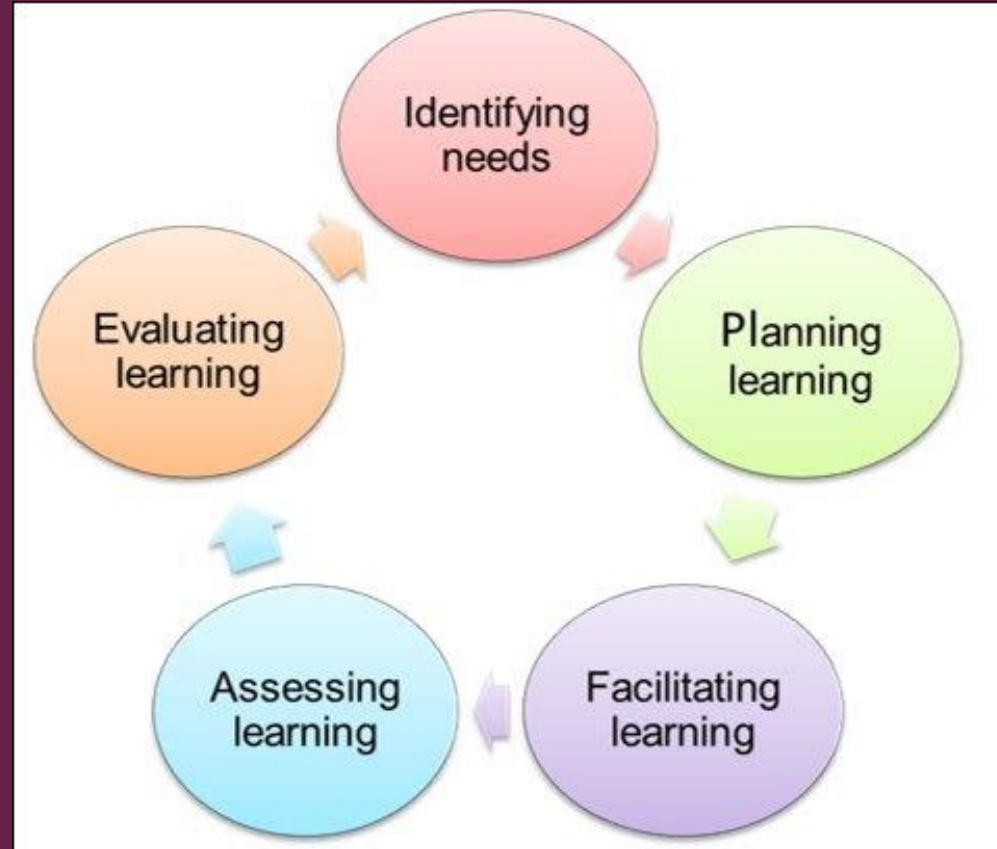 Identifying
needs
Planning
learning
Facilitating
learning
Assessing
learning
Evaluating
learning